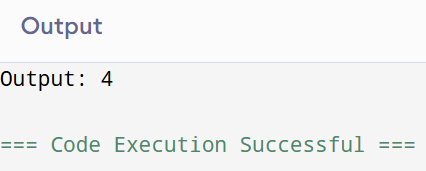 Output
Output: 4
=== Code Execution Successful ===